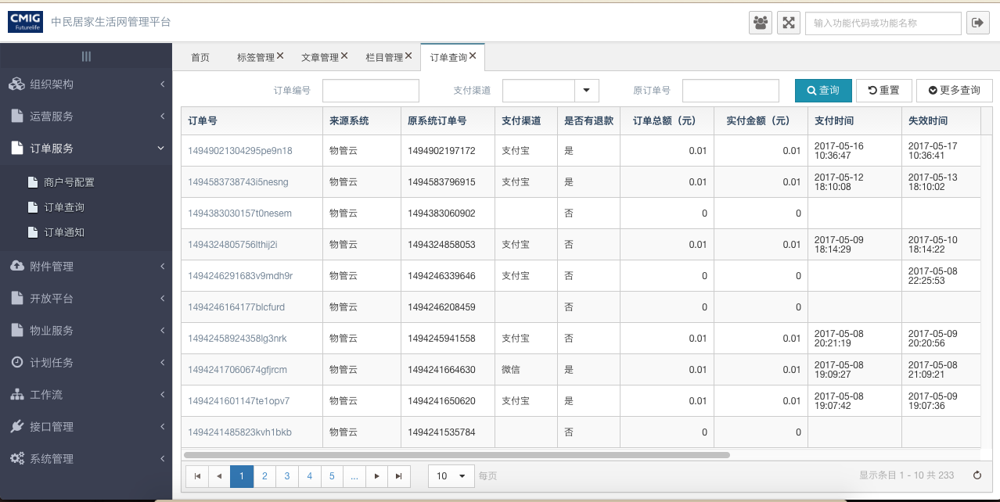 CMIG
Futurelife
中民居家生活网管理平台
输入功能代码或功能名称
组织架构
运营服务
订单服务
商户号配置
订单查询
订单通知
附件管理
开放平台
物业服务
计划任务
工作流
接口管理
系统管理
首页 标签管理 文章管理 栏目管理 订单查询
订单编号 支付渠道 原订单号 查询 重置 更多查询
订单号 来源系统 原系统订单号 支付渠道 是否有退款 订单总额（元） 实付金额（元） 支付时间 失效时间
14949021304295pe9n18 物管云 1494902197172 支付宝 是 0.01 0.01 2017-05-16 10:36:47 2017-05-17 10:36:41
1494583738743i5nesng 物管云 1494583796915 支付宝 是 0.01 0.01 2017-05-12 18:10:08 2017-05-13 18:10:02
1494383030157t0nesem 物管云 1494383060902 否 0 0
1494324805756lthij2i 物管云 1494324858053 支付宝 否 0.01 0.01 2017-05-09 18:14:29 2017-05-10 18:14:22
1494246291683v9mdh9r 物管云 1494246339646 支付宝 否 0 0 2017-05-08 22:25:53
1494246164177blcfurd 物管云 1494246208459 否 0 0
14942458924358lg3nrk 物管云 1494245941558 支付宝 否 0.01 0.01 2017-05-08 20:21:19 2017-05-09 20:20:56
14942417060674gfjrcm 物管云 1494241664630 微信 是 0.01 0.01 2017-05-08 19:09:27 2017-05-08 21:09:21
1494241601147te1opv7 物管云 1494241650620 支付宝 是 0.01 0.01 2017-05-08 19:07:42 2017-05-09 19:07:36
1494241485823kvh1bkb 物管云 1494241535784 否 0 0
1 2 3 4 5 ... 10 每页 显示条目 1 - 10 共 233